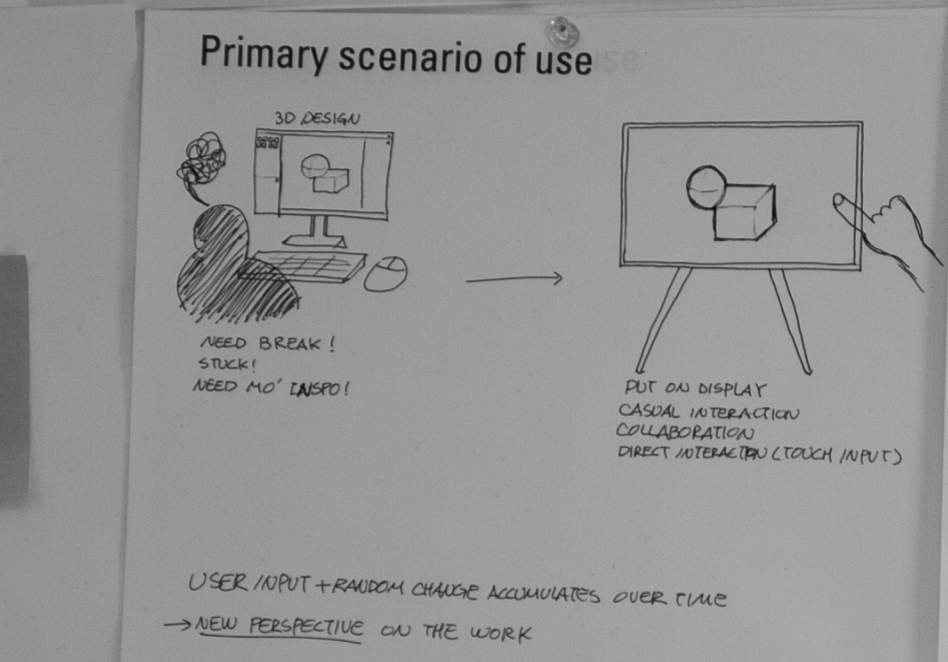 Primary scenario of use
3D DESIGN
NEED BREAK!
STUCK!
NEED MO' INSPO!
PUT ON DISPLAY
CASUAL INTERACTION
COLLABORATION
DIRECT INTERACTION (TOUCH INPUT)
USER INPUT + RANDOM CHANGE ACCUMULATES OVER TIME
→ NEW PERSPECTIVE ON THE WORK